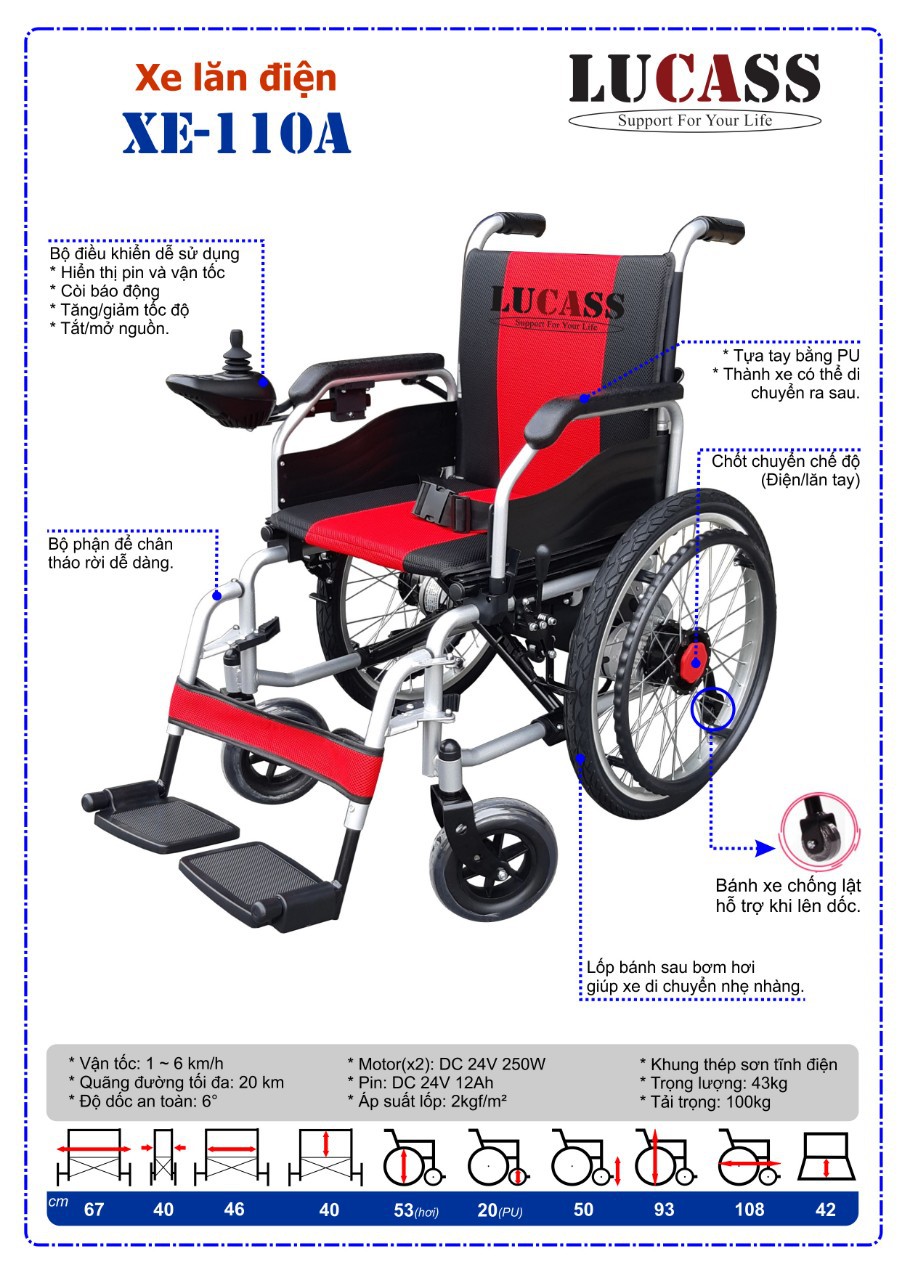 Xe lăn điện
XE-110A
LUCASS
Support For Your Life
Bộ điều khiển dễ sử dụng
* Hiển thị pin và vận tốc
* Còi báo động
* Tăng/giảm tốc độ
* Tắt/mở nguồn.
LUCASS
Support For Your Life
* Tựa tay bằng PU
* Thành xe có thể di
chuyển ra sau.
Chốt chuyển chế độ
(Điện/lăn tay)
Bộ phận để chân
tháo rời dễ dàng.
Bánh xe chống lật
hỗ trợ khi lên dốc.
Lốp bánh sau bơm hơi
giúp xe di chuyển nhẹ nhàng.
* Vận tốc: 1 ~ 6 km/h
* Quãng đường tối đa: 20 km
* Độ dốc an toàn: 6°
* Motor(x2): DC 24V 250W
* Pin: DC 24V 12Ah
* Áp suất lốp: 2kgf/m²
* Khung thép sơn tĩnh điện
* Trọng lượng: 43kg
* Tải trọng: 100kg
cm 67 40 46 40 53(hơi) 20(PU) 50 93 108 42